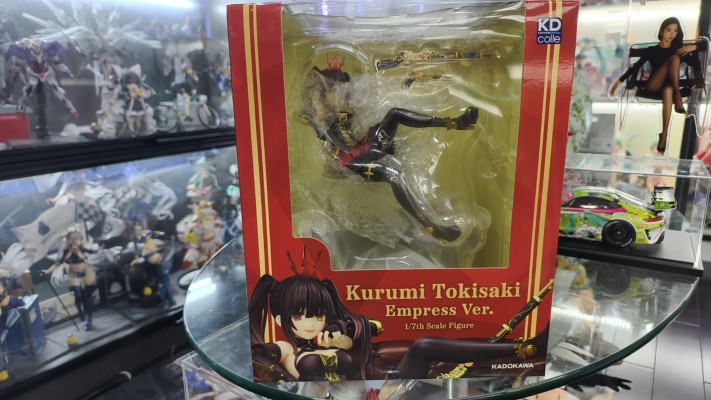 KD
colle
Kurumi Tokisaki
Empress Ver.
1/7th Scale Figure
KADOKAWA